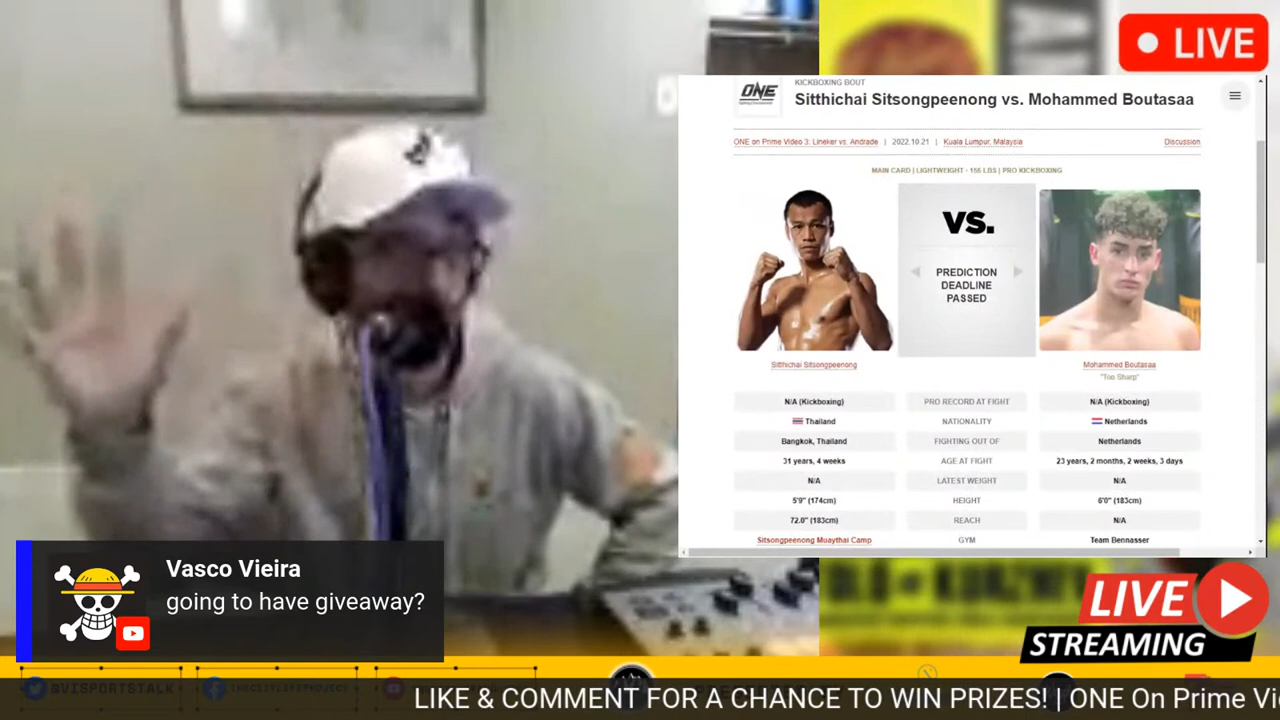 LIVE
KICKBOXING BOUT
ONE
Sitthichai Sitsongpeenong vs. Mohammed Boutasaa
ONE on Prime Video 3: Lineker vs. Andrade | 2022.10.21 | Kuala Lumpur, Malaysia
Discussion
MAIN CARD | LIGHTWEIGHT · 155 LBS | PRO KICKBOXING
VS.
PREDICTION
DEADLINE
PASSED
Sitthichai Sitsongpeenong
Mohammed Boutasaa
"Too Sharp"
N/A (Kickboxing) PRO RECORD AT FIGHT N/A (Kickboxing)
Thailand NATIONALITY Netherlands
Bangkok, Thailand FIGHTING OUT OF Netherlands
31 years, 4 weeks AGE AT FIGHT 23 years, 2 months, 2 weeks, 3 days
N/A LATEST WEIGHT N/A
5'9" (174cm) HEIGHT 6'0" (183cm)
72.0" (183cm) REACH N/A
Sitsongpeenong Muaythai Camp GYM Team Bennasser
Vasco Vieira
going to have giveaway?
LIVE
STREAMING
@VISPORTSTALK
LIKE & COMMENT FOR A CHANCE TO WIN PRIZES! | ONE On Prime Vi